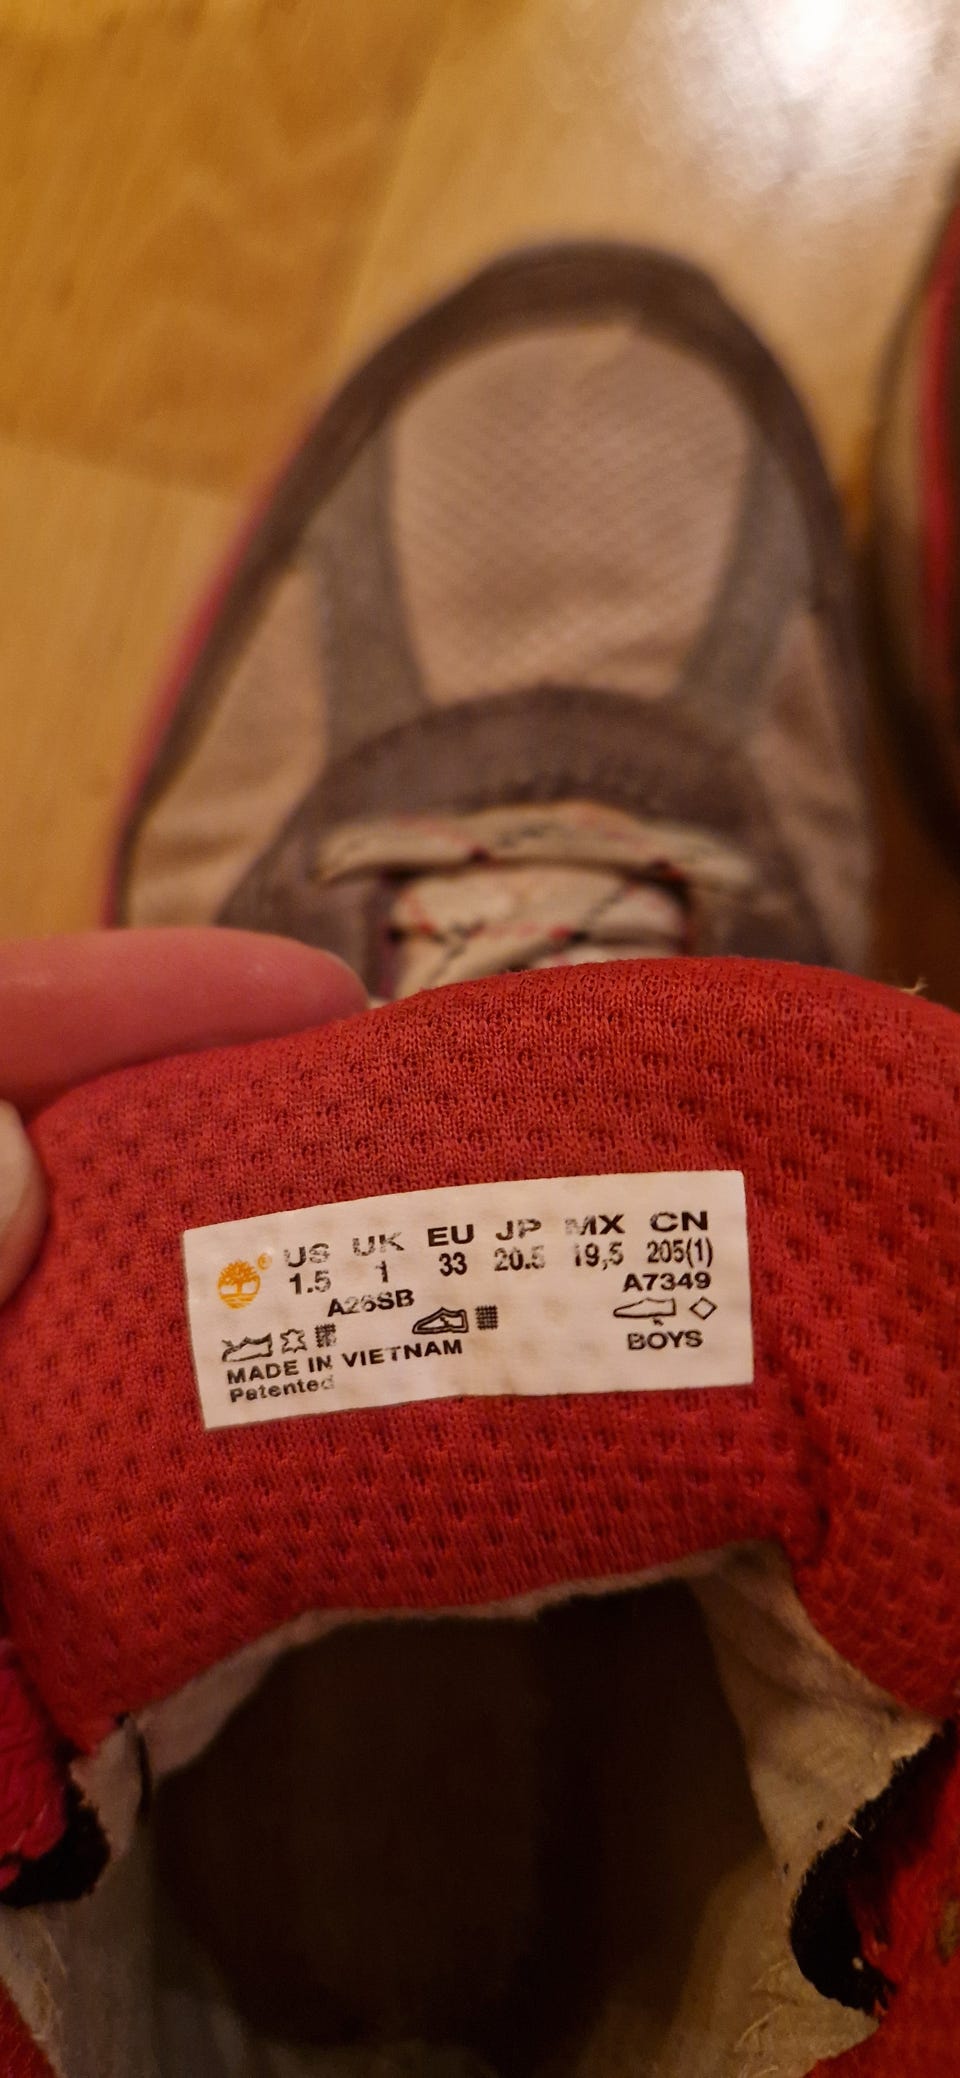 US UK EU JP MX CN
1.5 1 33 20.5 19,5 205(1)
A26SB A7349
BOYS
MADE IN VIETNAM
Patented